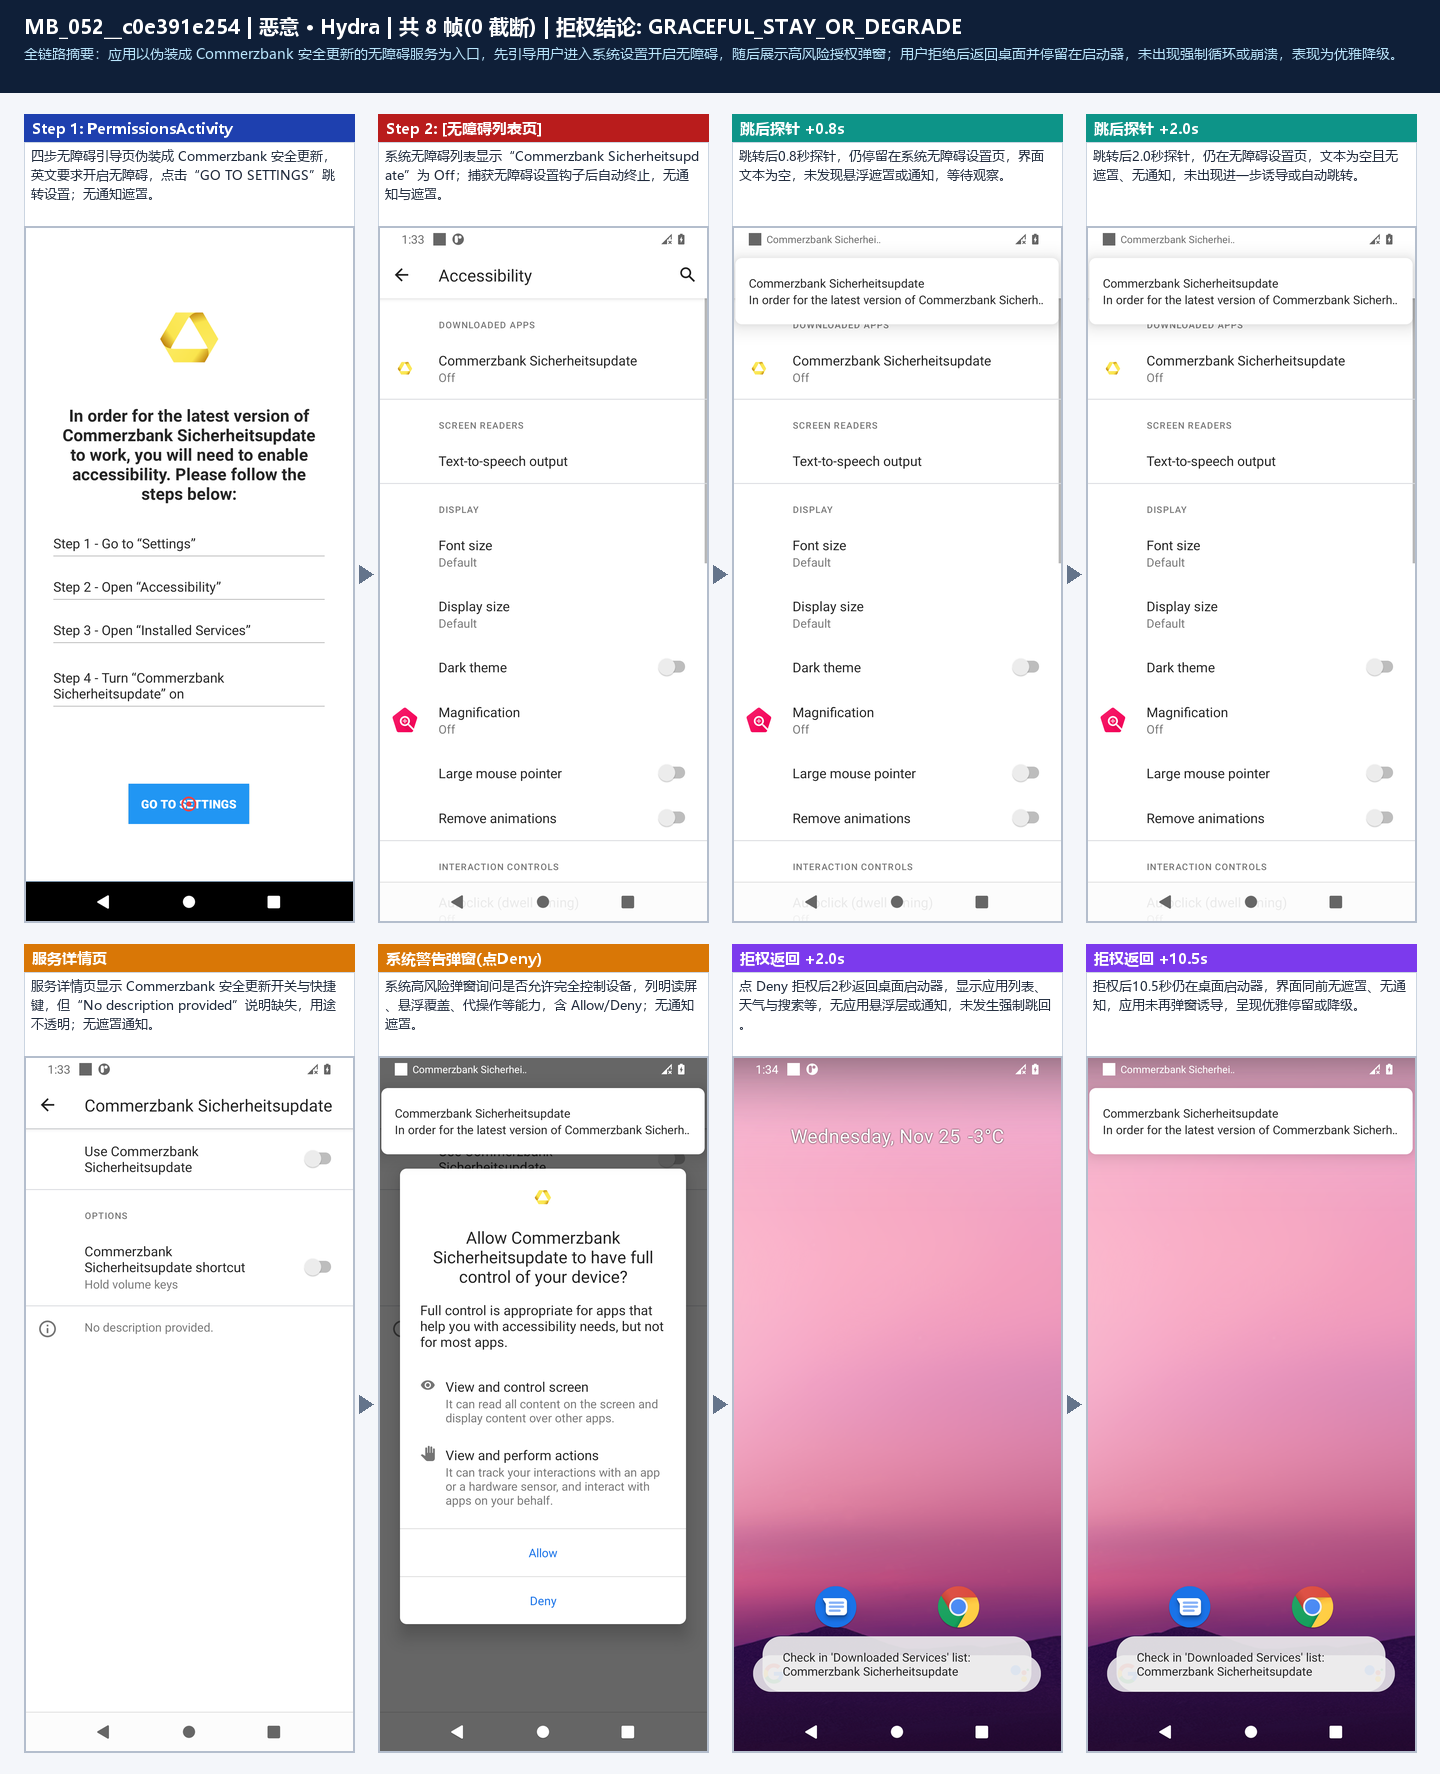 MB_052__c0e391e254 | 恶意 • Hydra | 共 8 帧(0 截断) | 拒权结论: GRACEFUL_STAY_OR_DEGRADE
全链路摘要：应用以伪装成 Commerzbank 安全更新的无障碍服务为入口，先引导用户进入系统设置开启无障碍，随后展示高风险授权弹窗；用户拒绝后返回桌面并停留在启动器，未出现强制循环或崩溃，表现为优雅降级。
Step 1: PermissionsActivity
四步无障碍引导页伪装成 Commerzbank 安全更新，
英文要求开启无障碍，点击“GO TO SETTINGS”跳
转设置；无通知遮罩。
In order for the latest version of
Commerzbank Sicherheitsupdate
to work, you will need to enable
accessibility. Please follow the
steps below:
Step 1 - Go to “Settings”
Step 2 - Open “Accessibility”
Step 3 - Open “Installed Services”
Step 4 - Turn “Commerzbank
Sicherheitsupdate” on
GO TO SETTINGS
Step 2: [无障碍列表页]
系统无障碍列表显示“Commerzbank Sicherheitsupd
ate”为 Off；捕获无障碍设置钩子后自动终止，无通
知与遮罩。
1:33
Accessibility
DOWNLOADED APPS
Commerzbank Sicherheitsupdate
Off
SCREEN READERS
Text-to-speech output
DISPLAY
Font size
Default
Display size
Default
Dark theme
Magnification
Off
Large mouse pointer
Remove animations
INTERACTION CONTROLS
跳后探针 +0.8s
跳转后0.8秒探针，仍停留在系统无障碍设置页，界面
文本为空，未发现悬浮遮罩或通知，等待观察。
Commerzbank Sicherhei..
Commerzbank Sicherheitsupdate
In order for the latest version of Commerzbank Sicherh..
DOWNLOADED APPS
Commerzbank Sicherheitsupdate
Off
SCREEN READERS
Text-to-speech output
DISPLAY
Font size
Default
Display size
Default
Dark theme
Magnification
Off
Large mouse pointer
Remove animations
INTERACTION CONTROLS
跳后探针 +2.0s
跳转后2.0秒探针，仍在无障碍设置页，文本为空且无
遮罩、无通知，未出现进一步诱导或自动跳转。
Commerzbank Sicherhei..
Commerzbank Sicherheitsupdate
In order for the latest version of Commerzbank Sicherh..
DOWNLOADED APPS
Commerzbank Sicherheitsupdate
Off
SCREEN READERS
Text-to-speech output
DISPLAY
Font size
Default
Display size
Default
Dark theme
Magnification
Off
Large mouse pointer
Remove animations
INTERACTION CONTROLS
服务详情页
服务详情页显示 Commerzbank 安全更新开关与快捷
键，但“No description provided”说明缺失，用途
不透明；无遮罩通知。
1:33
Commerzbank Sicherheitsupdate
Use Commerzbank
Sicherheitsupdate
OPTIONS
Commerzbank
Sicherheitsupdate shortcut
Hold volume keys
No description provided.
系统警告弹窗(点Deny)
系统高风险弹窗询问是否允许完全控制设备，列明读屏
、悬浮覆盖、代操作等能力，含 Allow/Deny；无通知
遮罩。
Commerzbank Sicherhei..
Commerzbank Sicherheitsupdate
In order for the latest version of Commerzbank Sicherh..
Use Commerzbank
Sicherheitsupdate
Allow Commerzbank
Sicherheitsupdate to have full
control of your device?
Full control is appropriate for apps that
help you with accessibility needs, but not
for most apps.
View and control screen
It can read all content on the screen and
display content over other apps.
View and perform actions
It can track your interactions with an app
or a hardware sensor, and interact with
apps on your behalf.
Allow
Deny
拒权返回 +2.0s
点 Deny 拒权后2秒返回桌面启动器，显示应用列表、
天气与搜索等，无应用悬浮层或通知，未发生强制跳回
。
1:34
Wednesday, Nov 25 -3°C
Check in 'Downloaded Services' list:
Commerzbank Sicherheitsupdate
拒权返回 +10.5s
拒权后10.5秒仍在桌面启动器，界面同前无遮罩、无通
知，应用未再弹窗诱导，呈现优雅停留或降级。
Commerzbank Sicherhei..
Commerzbank Sicherheitsupdate
In order for the latest version of Commerzbank Sicherh..
Check in 'Downloaded Services' list:
Commerzbank Sicherheitsupdate